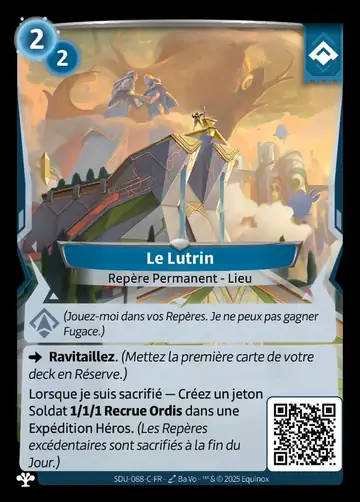 2
2
Le Lutrin
Repère Permanent - Lieu
(Jouez-moi dans vos Repères. Je ne peux pas gagner
Fugace.)
Ravitaillez. (Mettez la première carte de votre
deck en Réserve.)
Lorsque je suis sacrifié — Créez un jeton
Soldat 1/1/1 Recrue Ordis dans une
Expédition Héros. (Les Repères
excédentaires sont sacrifiés à la fin du
Jour.)
SDU-088-C-FR - Ba Vo - ™ & © 2025 Equinox